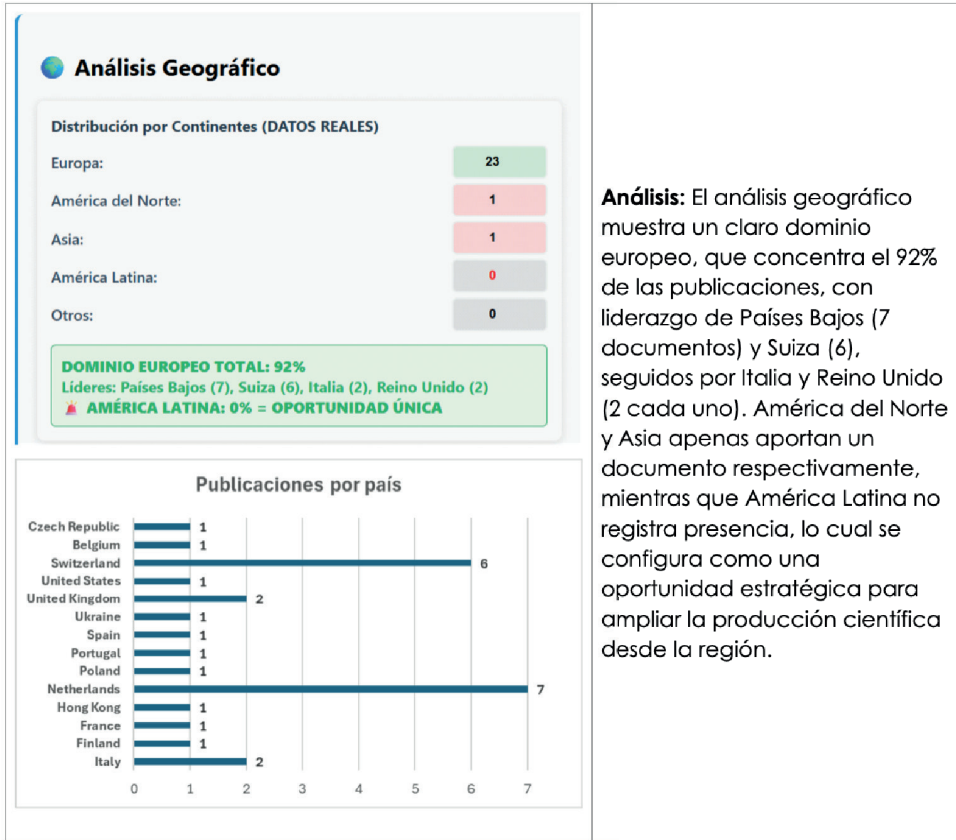 Análisis Geográfico
Distribución por Continentes (DATOS REALES)
Europa: 23
América del Norte: 1
Asia: 1
América Latina: 0
Otros: 0
DOMINIO EUROPEO TOTAL: 92%
Líderes: Países Bajos (7), Suiza (6), Italia (2), Reino Unido (2)
AMÉRICA LATINA: 0% = OPORTUNIDAD ÚNICA
Publicaciones por país
Czech Republic 1
Belgium 1
Switzerland 6
United States 1
United Kingdom 2
Ukraine 1
Spain 1
Portugal 1
Poland 1
Netherlands 7
Hong Kong 1
France 1
Finland 1
Italy 2
0 1 2 3 4 5 6 7
Análisis: El análisis geográfico
muestra un claro dominio
europeo, que concentra el 92%
de las publicaciones, con
liderazgo de Países Bajos (7
documentos) y Suiza (6),
seguidos por Italia y Reino Unido
(2 cada uno). América del Norte
y Asia apenas aportan un
documento respectivamente,
mientras que América Latina no
registra presencia, lo cual se
configura como una
oportunidad estratégica para
ampliar la producción científica
desde la región.